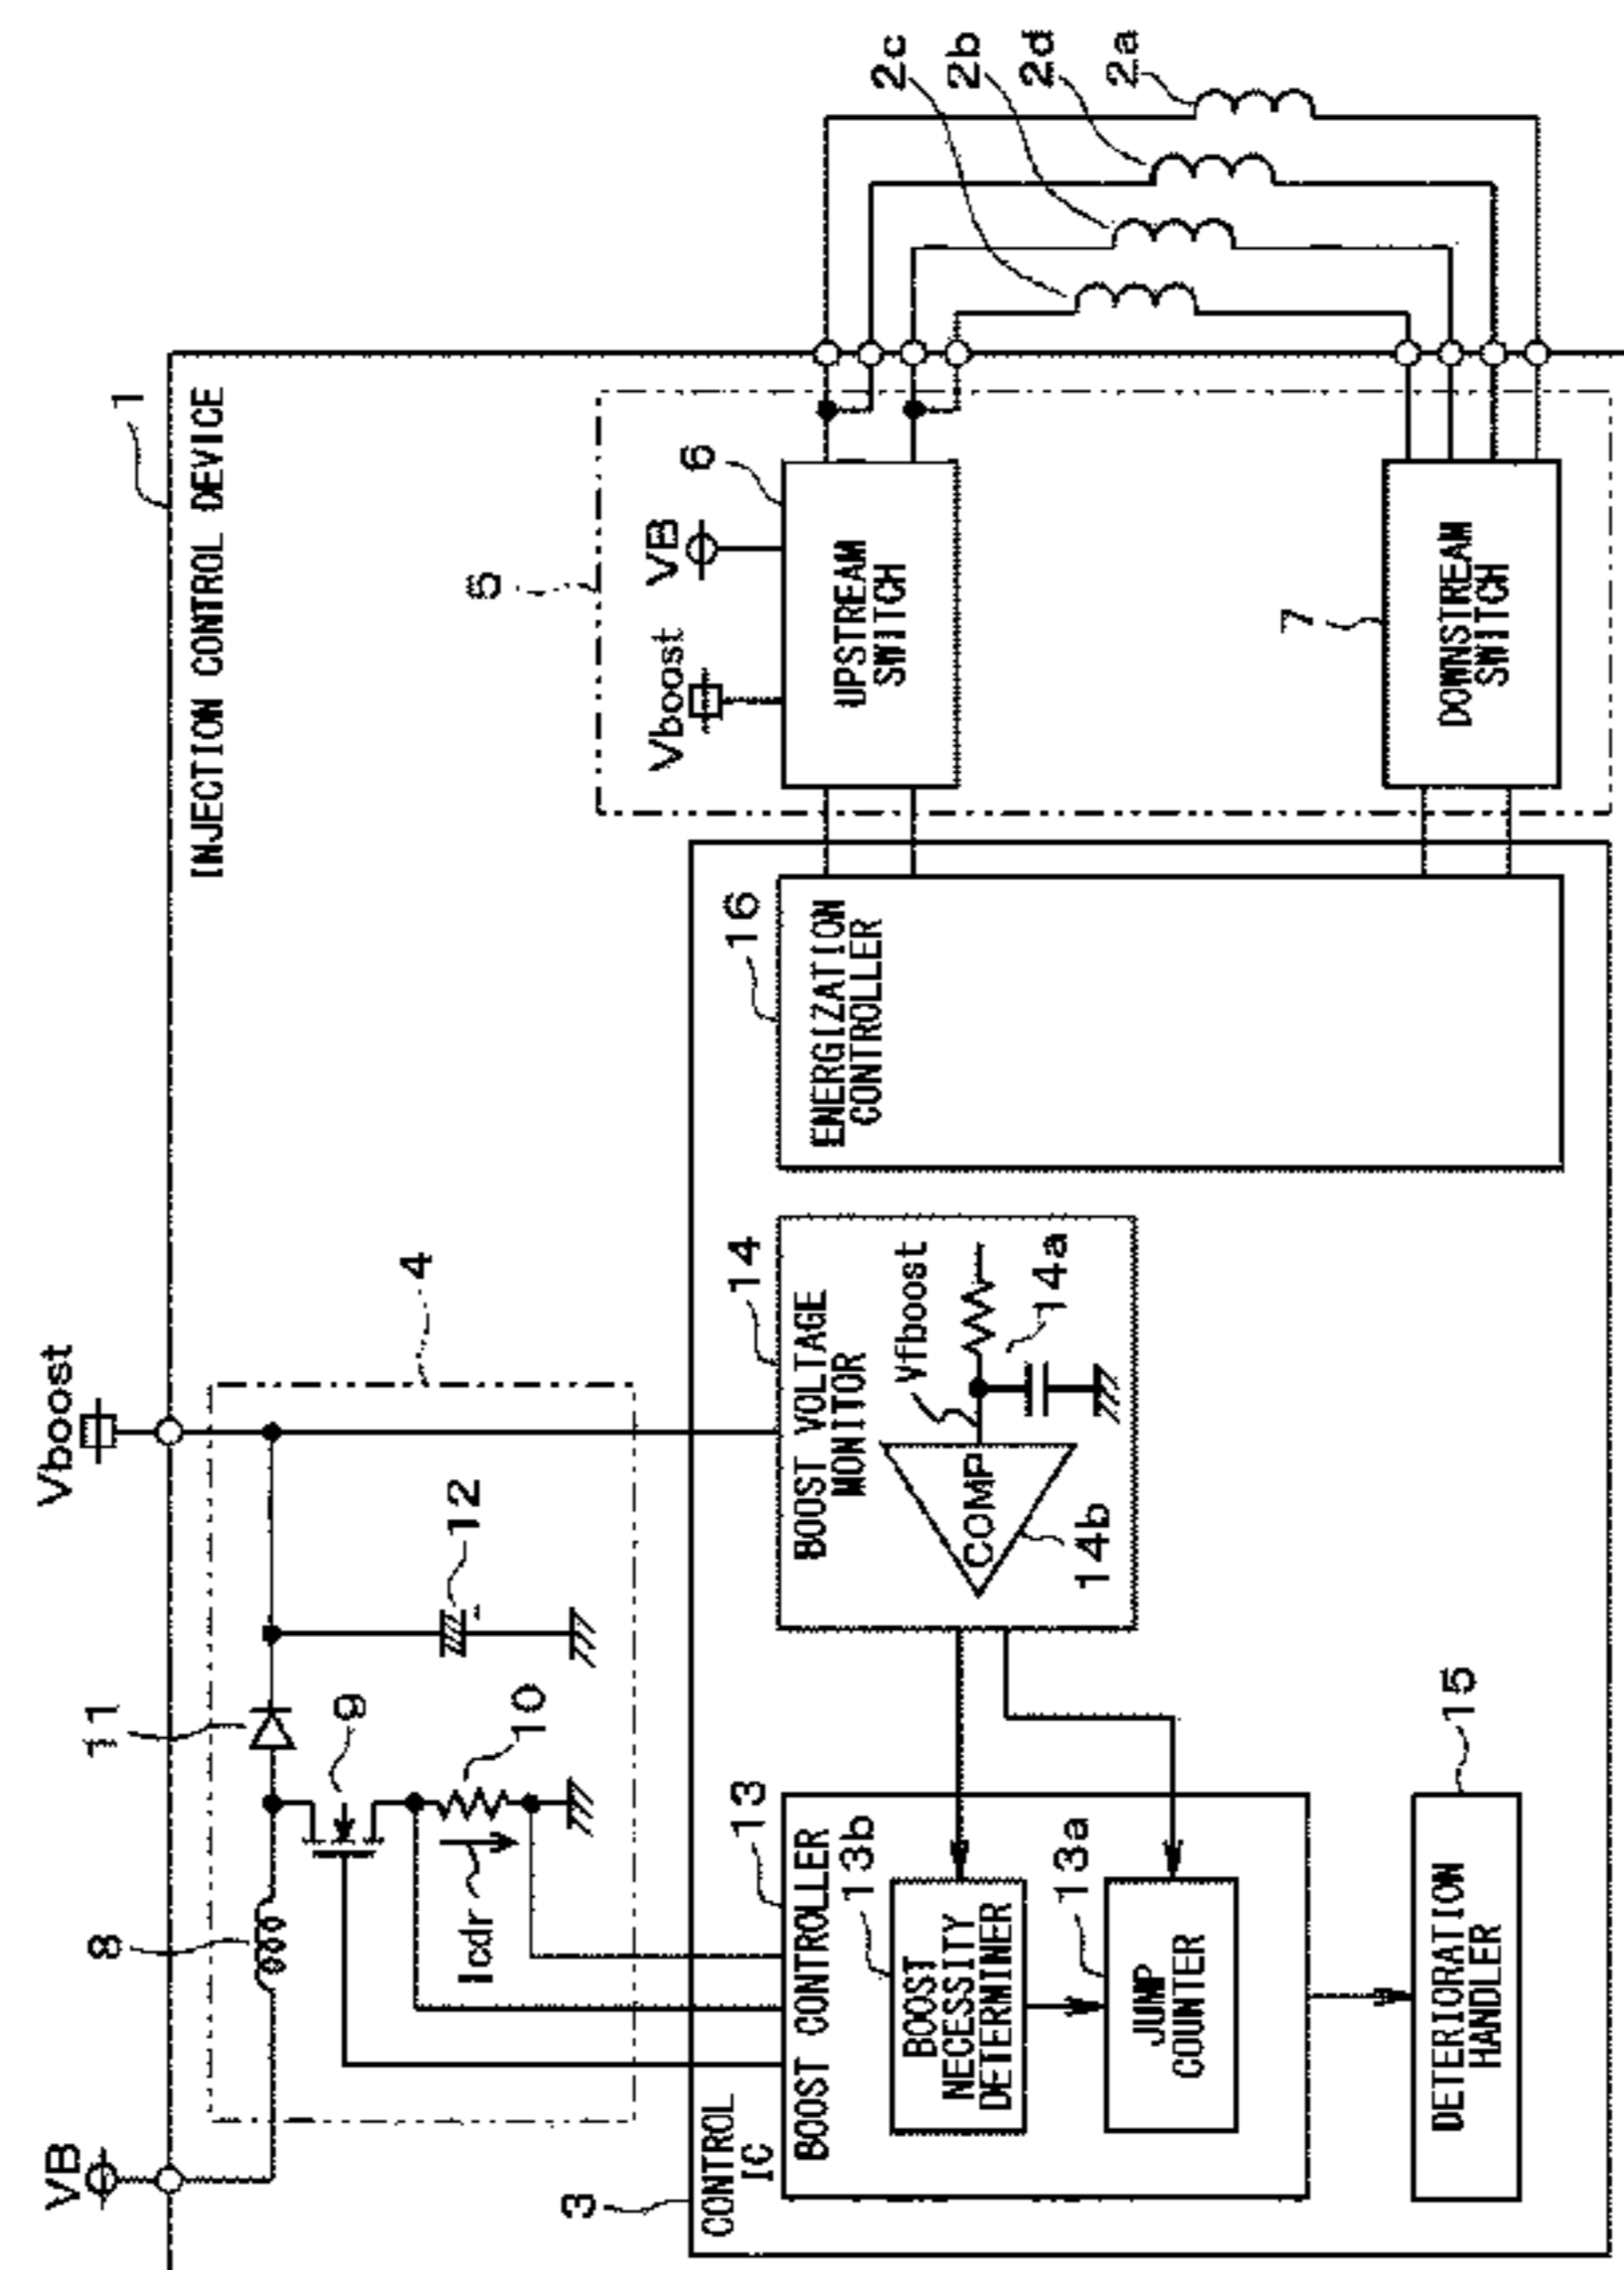 VB
Vboost
1
INJECTION CONTROL DEVICE
8
11
4
9
10
12
Icdr
5
Vboost
VB
6
UPSTREAM
SWITCH
7
DOWNSTREAM
SWITCH
2c
2b
2d
2a
3
CONTROL
IC
13
BOOST CONTROLLER
13b
BOOST
NECESSITY
DETERMINER
13a
JUMP
COUNTER
14
BOOST VOLTAGE
MONITOR
Vfboost
COMP
14a
14b
15
DETERIORATION
HANDLER
16
ENERGIZATION
CONTROLLER